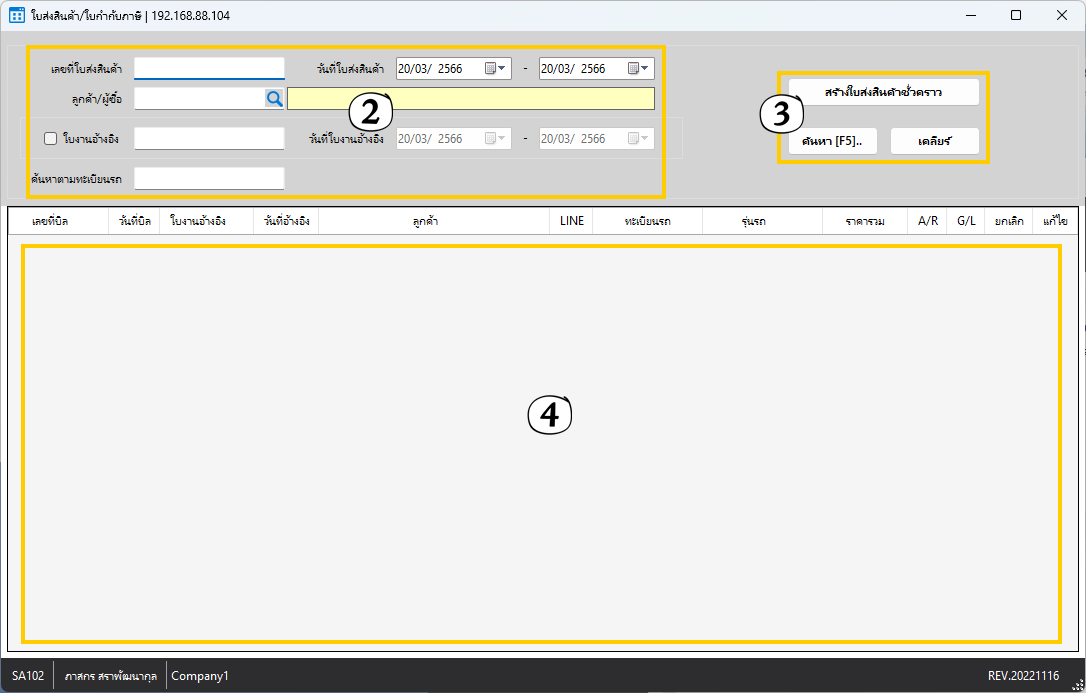 ใบส่งสินค้า/ใบกำกับภาษี | 192.168.88.104
เลขที่ใบส่งสินค้า วันที่ใบส่งสินค้า 20/03/ 2566 - 20/03/ 2566
ลูกค้า/ผู้ซื้อ
2
ใบงานอ้างอิง วันที่ใบงานอ้างอิง 20/03/ 2566 - 20/03/ 2566
ค้นหาตามทะเบียนรถ
สร้างใบส่งสินค้าชั่วคราว
3
ค้นหา [F5].. เคลียร์
เลขที่บิล วันที่บิล ใบงานอ้างอิง วันที่อ้างอิง ลูกค้า LINE ทะเบียนรถ รุ่นรถ ราคารวม A/R G/L ยกเลิก แก้ไข
4
SA102 ภาสกร สราพัฒนากุล Company1 REV.20221116